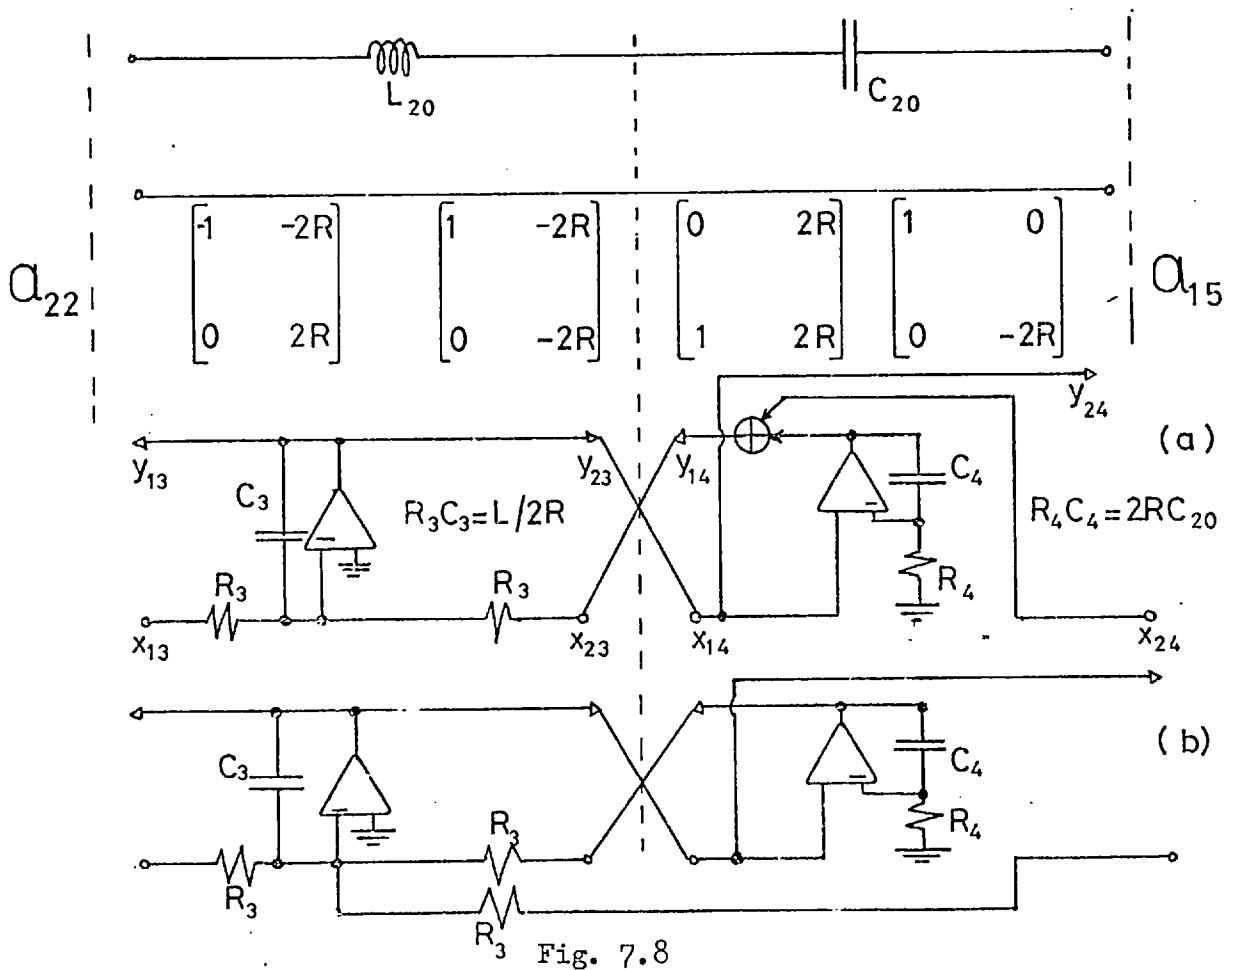 L20
C20
-1 -2R
0 2R
1 -2R
0 -2R
0 2R
1 2R
1 0
0 -2R
a22
a15
y13
y23
y14
y24
(a)
C3
R3C3=L/2R
C4
R4C4=2RC20
R3
R3
R4
x13
x23
x14
x24
(b)
C3
C4
R3
R4
R3
R3
Fig. 7.8